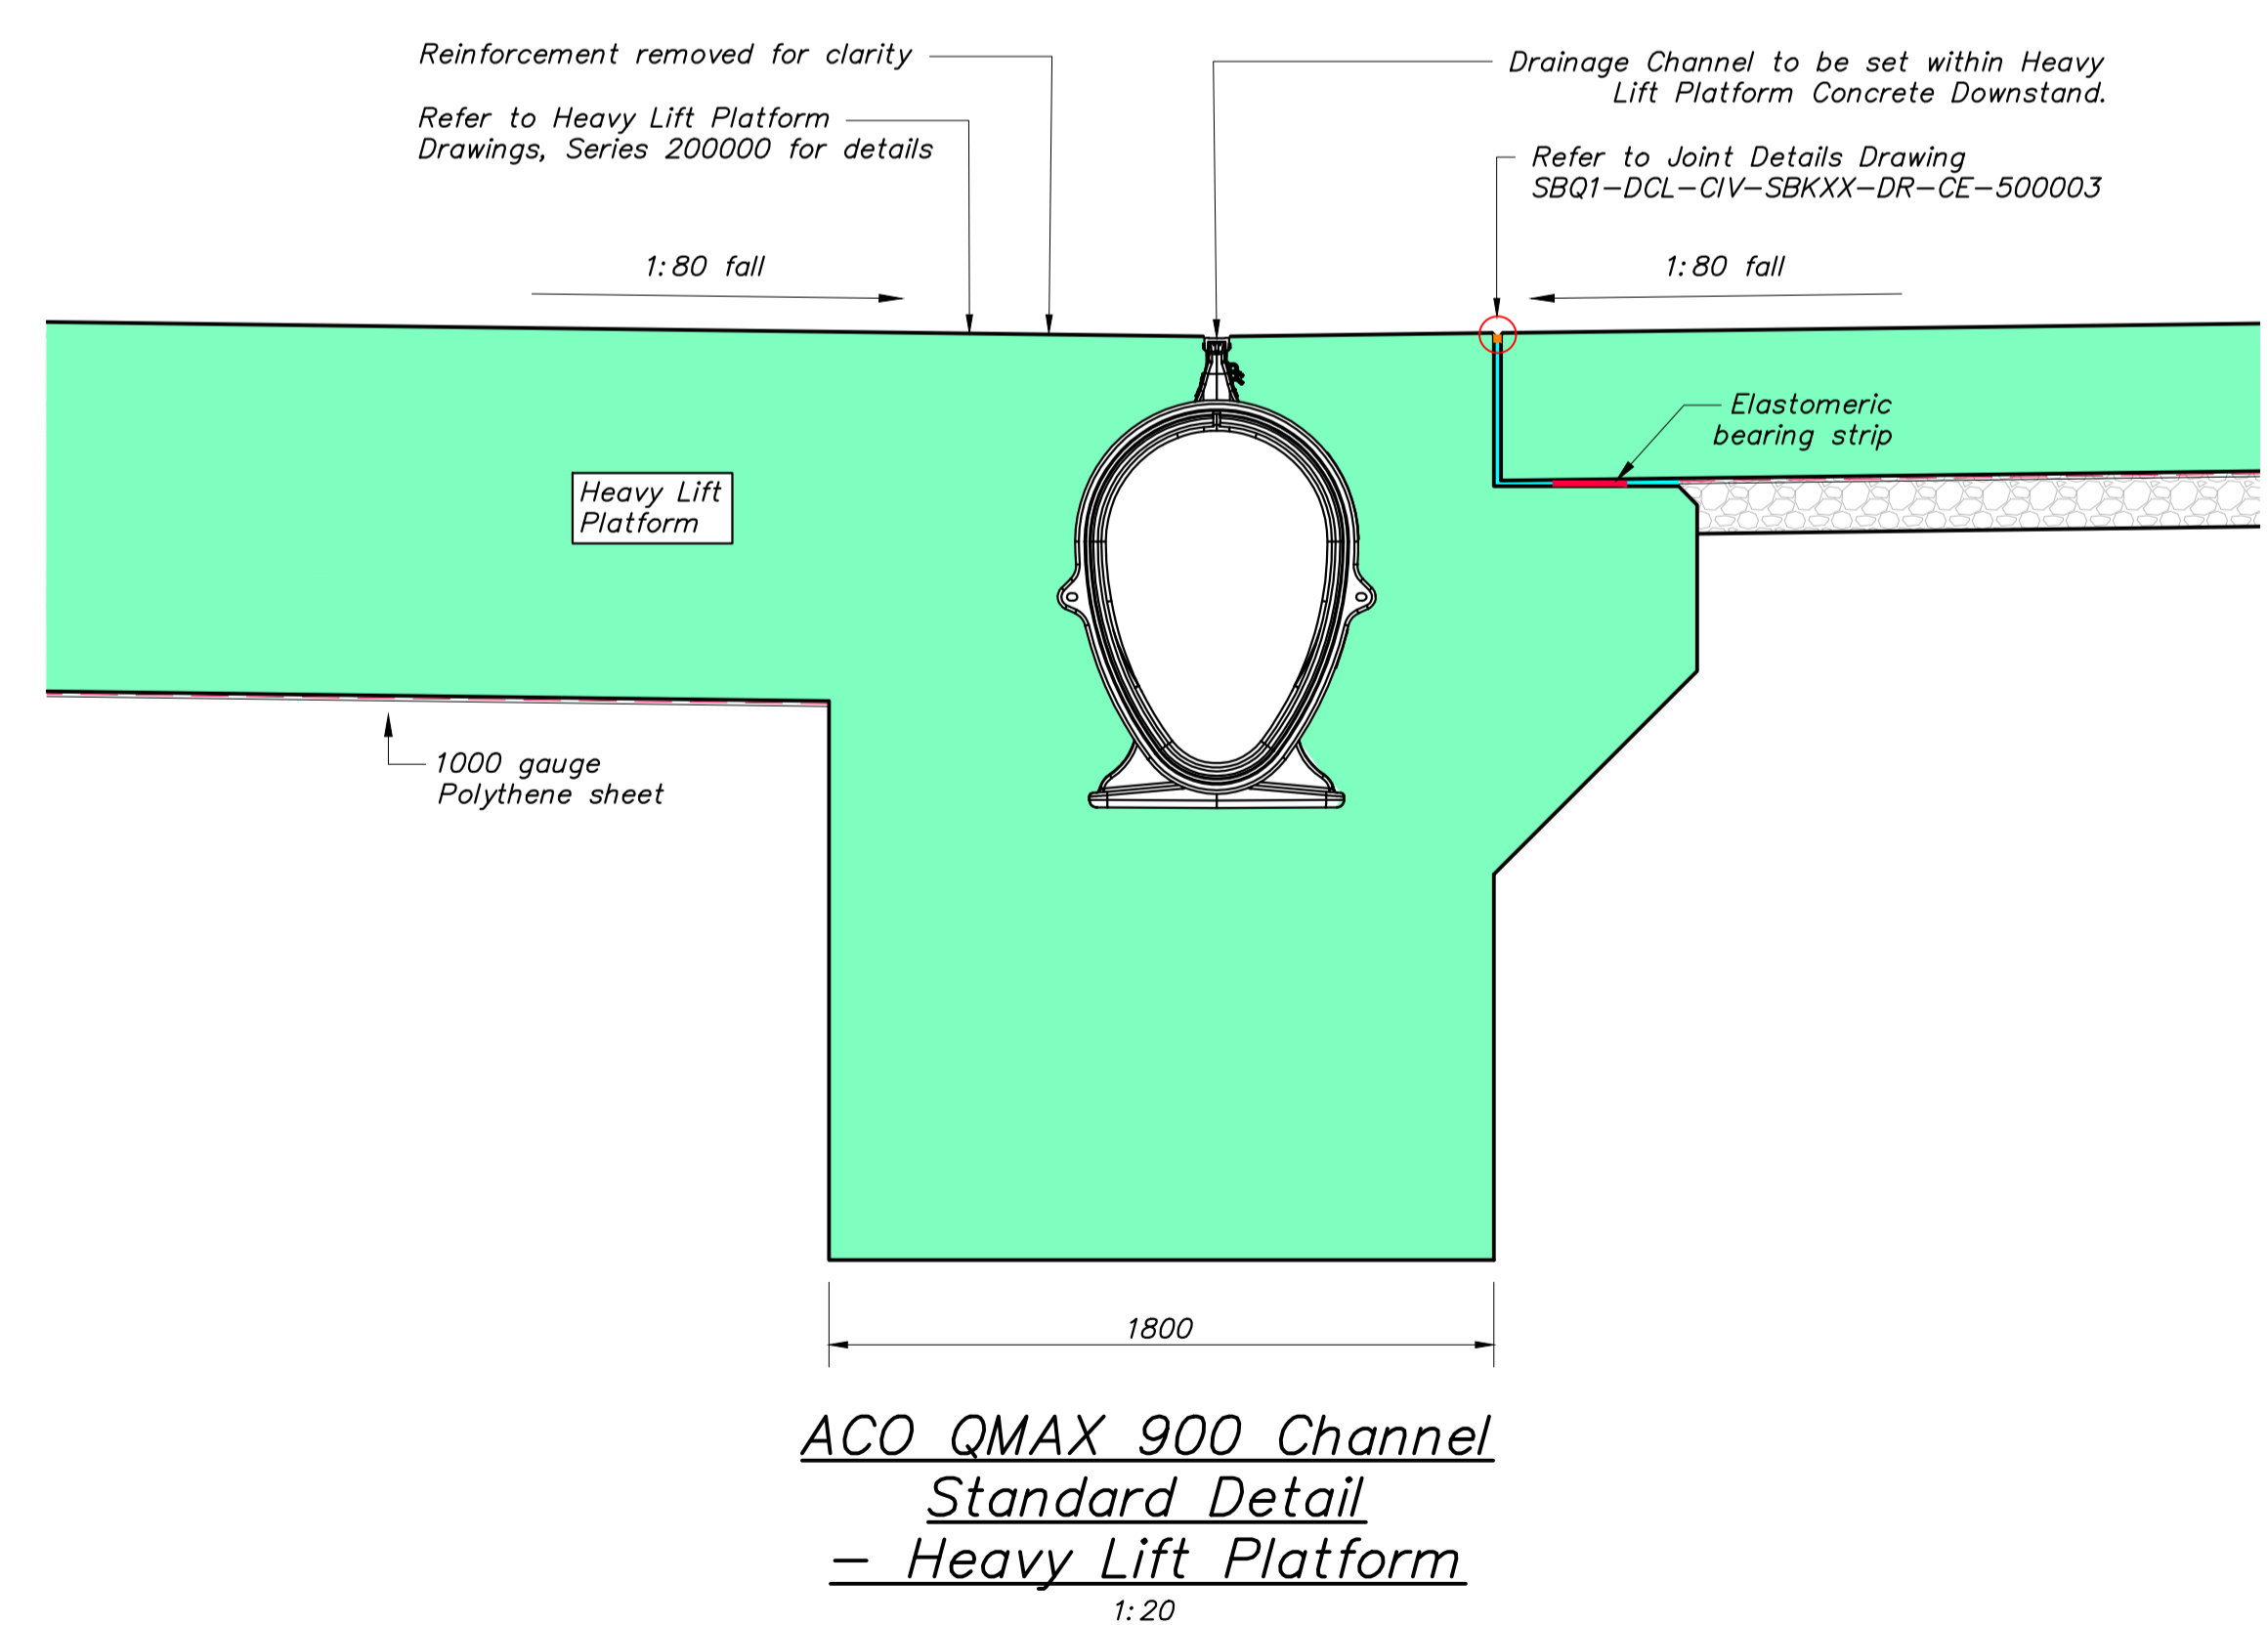 Reinforcement removed for clarity
Refer to Heavy Lift Platform
Drawings, Series 200000 for details
Drainage Channel to be set within Heavy
Lift Platform Concrete Downstand.
Refer to Joint Details Drawing
SBQ1-DCL-CIV-SBKXX-DR-CE-500003
1:80 fall
1:80 fall
Elastomeric
bearing strip
Heavy Lift
Platform
1000 gauge
Polythene sheet
1800
ACO QMAX 900 Channel
Standard Detail
- Heavy Lift Platform
1:20